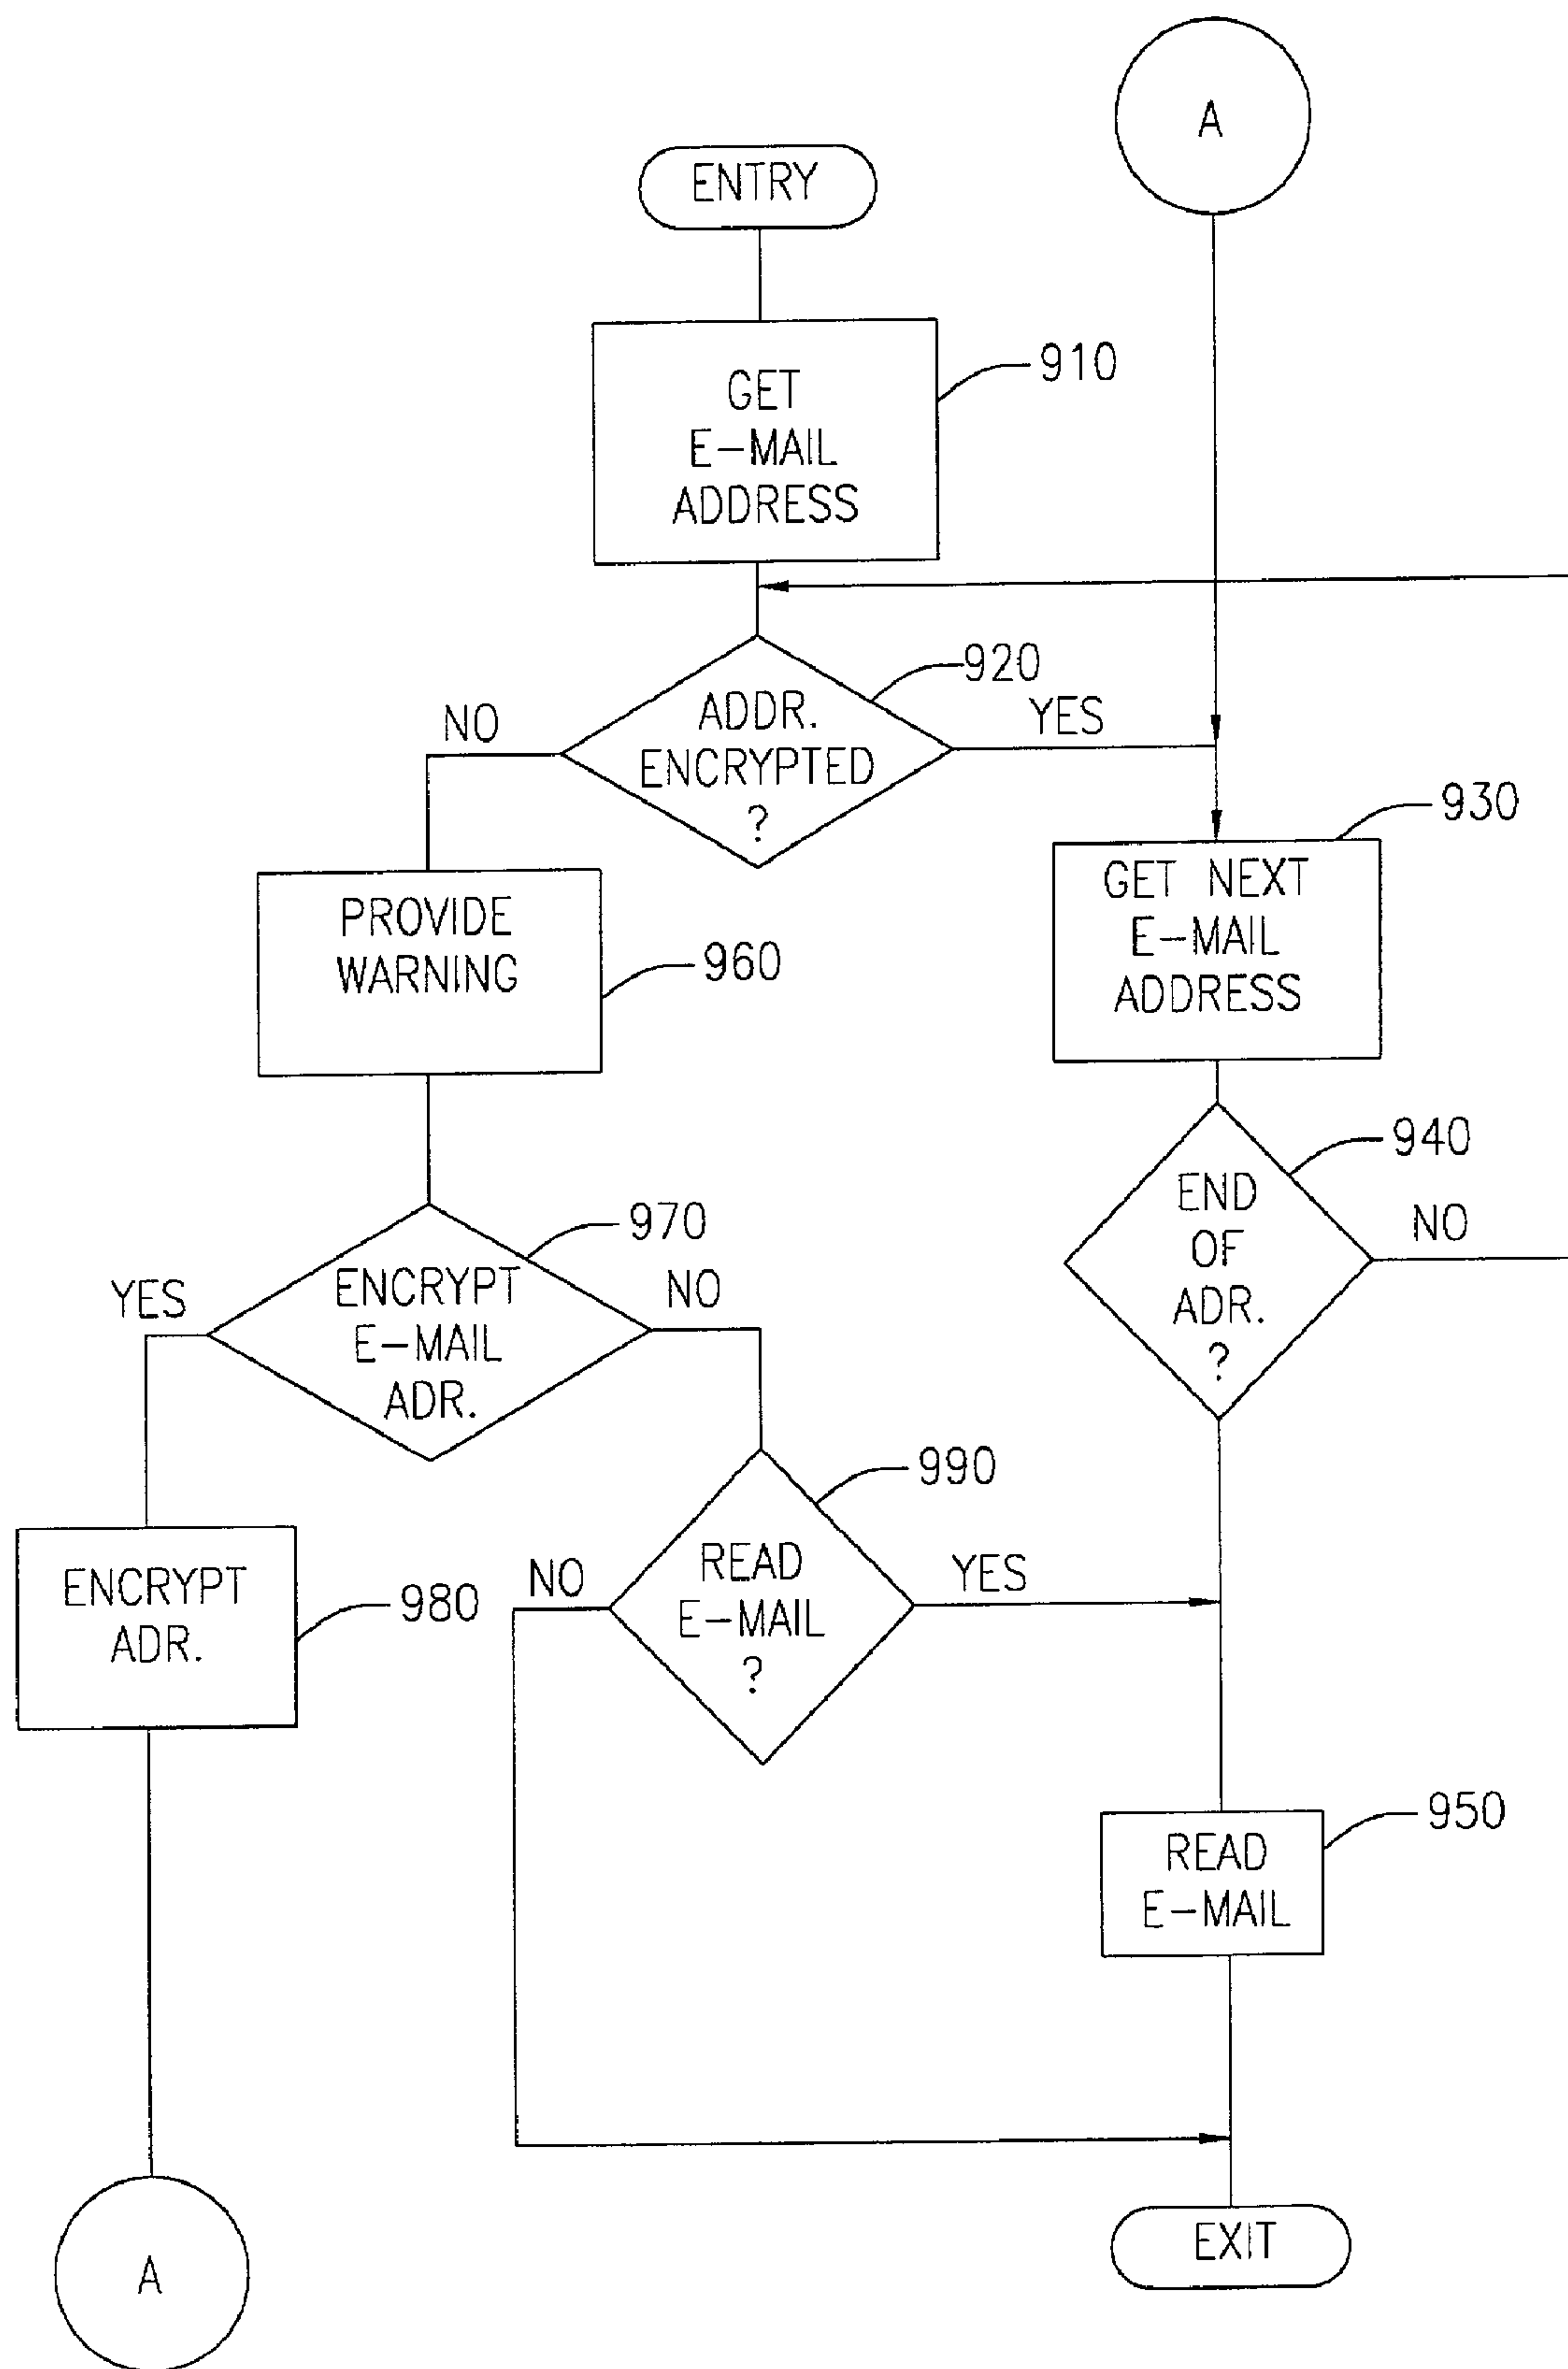 A
ENTRY
GET
E-MAIL
ADDRESS
910
ADDR.
ENCRYPTED
?
920
NO
YES
930
GET NEXT
E-MAIL
ADDRESS
PROVIDE
WARNING
960
940
END
OF
ADR.
?
NO
970
ENCRYPT
E-MAIL
ADR.
YES
NO
990
READ
E-MAIL
?
NO
YES
ENCRYPT
ADR.
980
950
READ
E-MAIL
EXIT
A